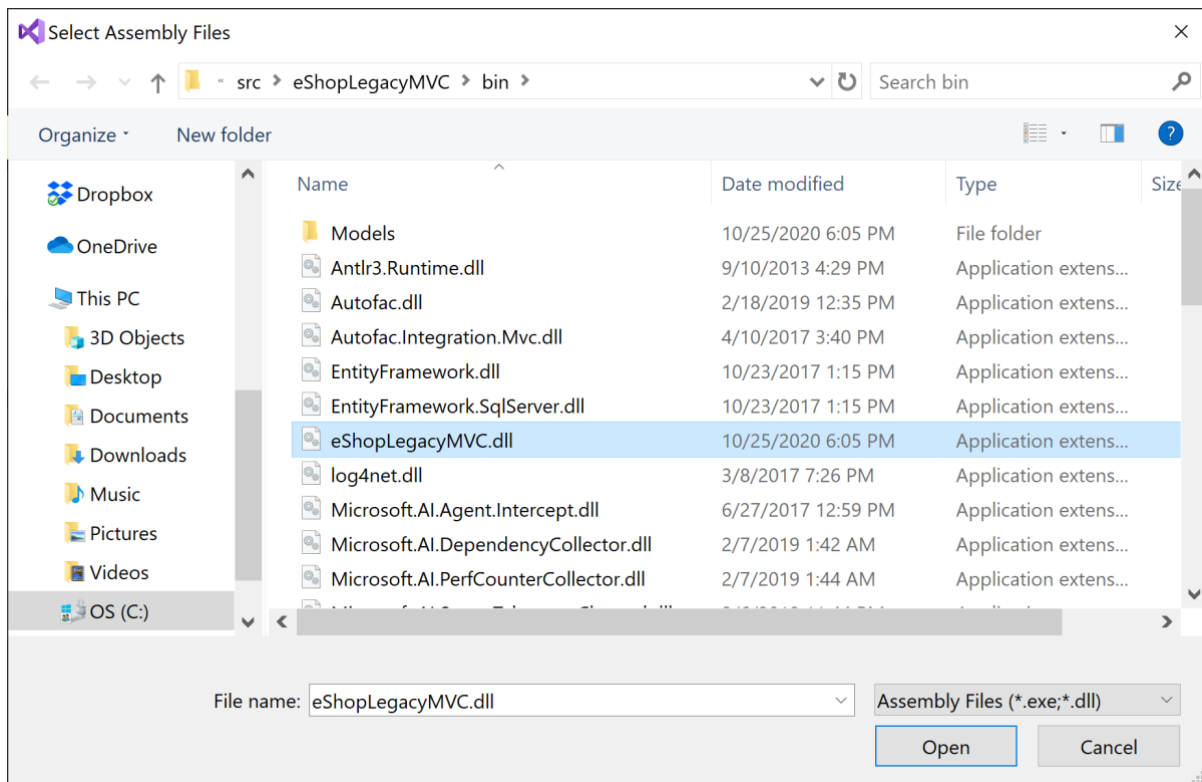 Select Assembly Files
« src > eShopLegacyMVC > bin >
Search bin
Organize
New folder
?
Name Date modified Type Size
Dropbox
OneDrive
This PC
3D Objects
Desktop
Documents
Downloads
Music
Pictures
Videos
OS (C:)
Models 10/25/2020 6:05 PM File folder
Antlr3.Runtime.dll 9/10/2013 4:29 PM Application extens...
Autofac.dll 2/18/2019 12:35 PM Application extens...
Autofac.Integration.Mvc.dll 4/10/2017 3:40 PM Application extens...
EntityFramework.dll 10/23/2017 1:15 PM Application extens...
EntityFramework.SqlServer.dll 10/23/2017 1:15 PM Application extens...
eShopLegacyMVC.dll 10/25/2020 6:05 PM Application extens...
log4net.dll 3/8/2017 7:26 PM Application extens...
Microsoft.AI.Agent.Intercept.dll 6/27/2017 12:59 PM Application extens...
Microsoft.AI.DependencyCollector.dll 2/7/2019 1:42 AM Application extens...
Microsoft.AI.PerfCounterCollector.dll 2/7/2019 1:44 AM Application extens...
File name: eShopLegacyMVC.dll
Assembly Files (*.exe;*.dll)
Open
Cancel